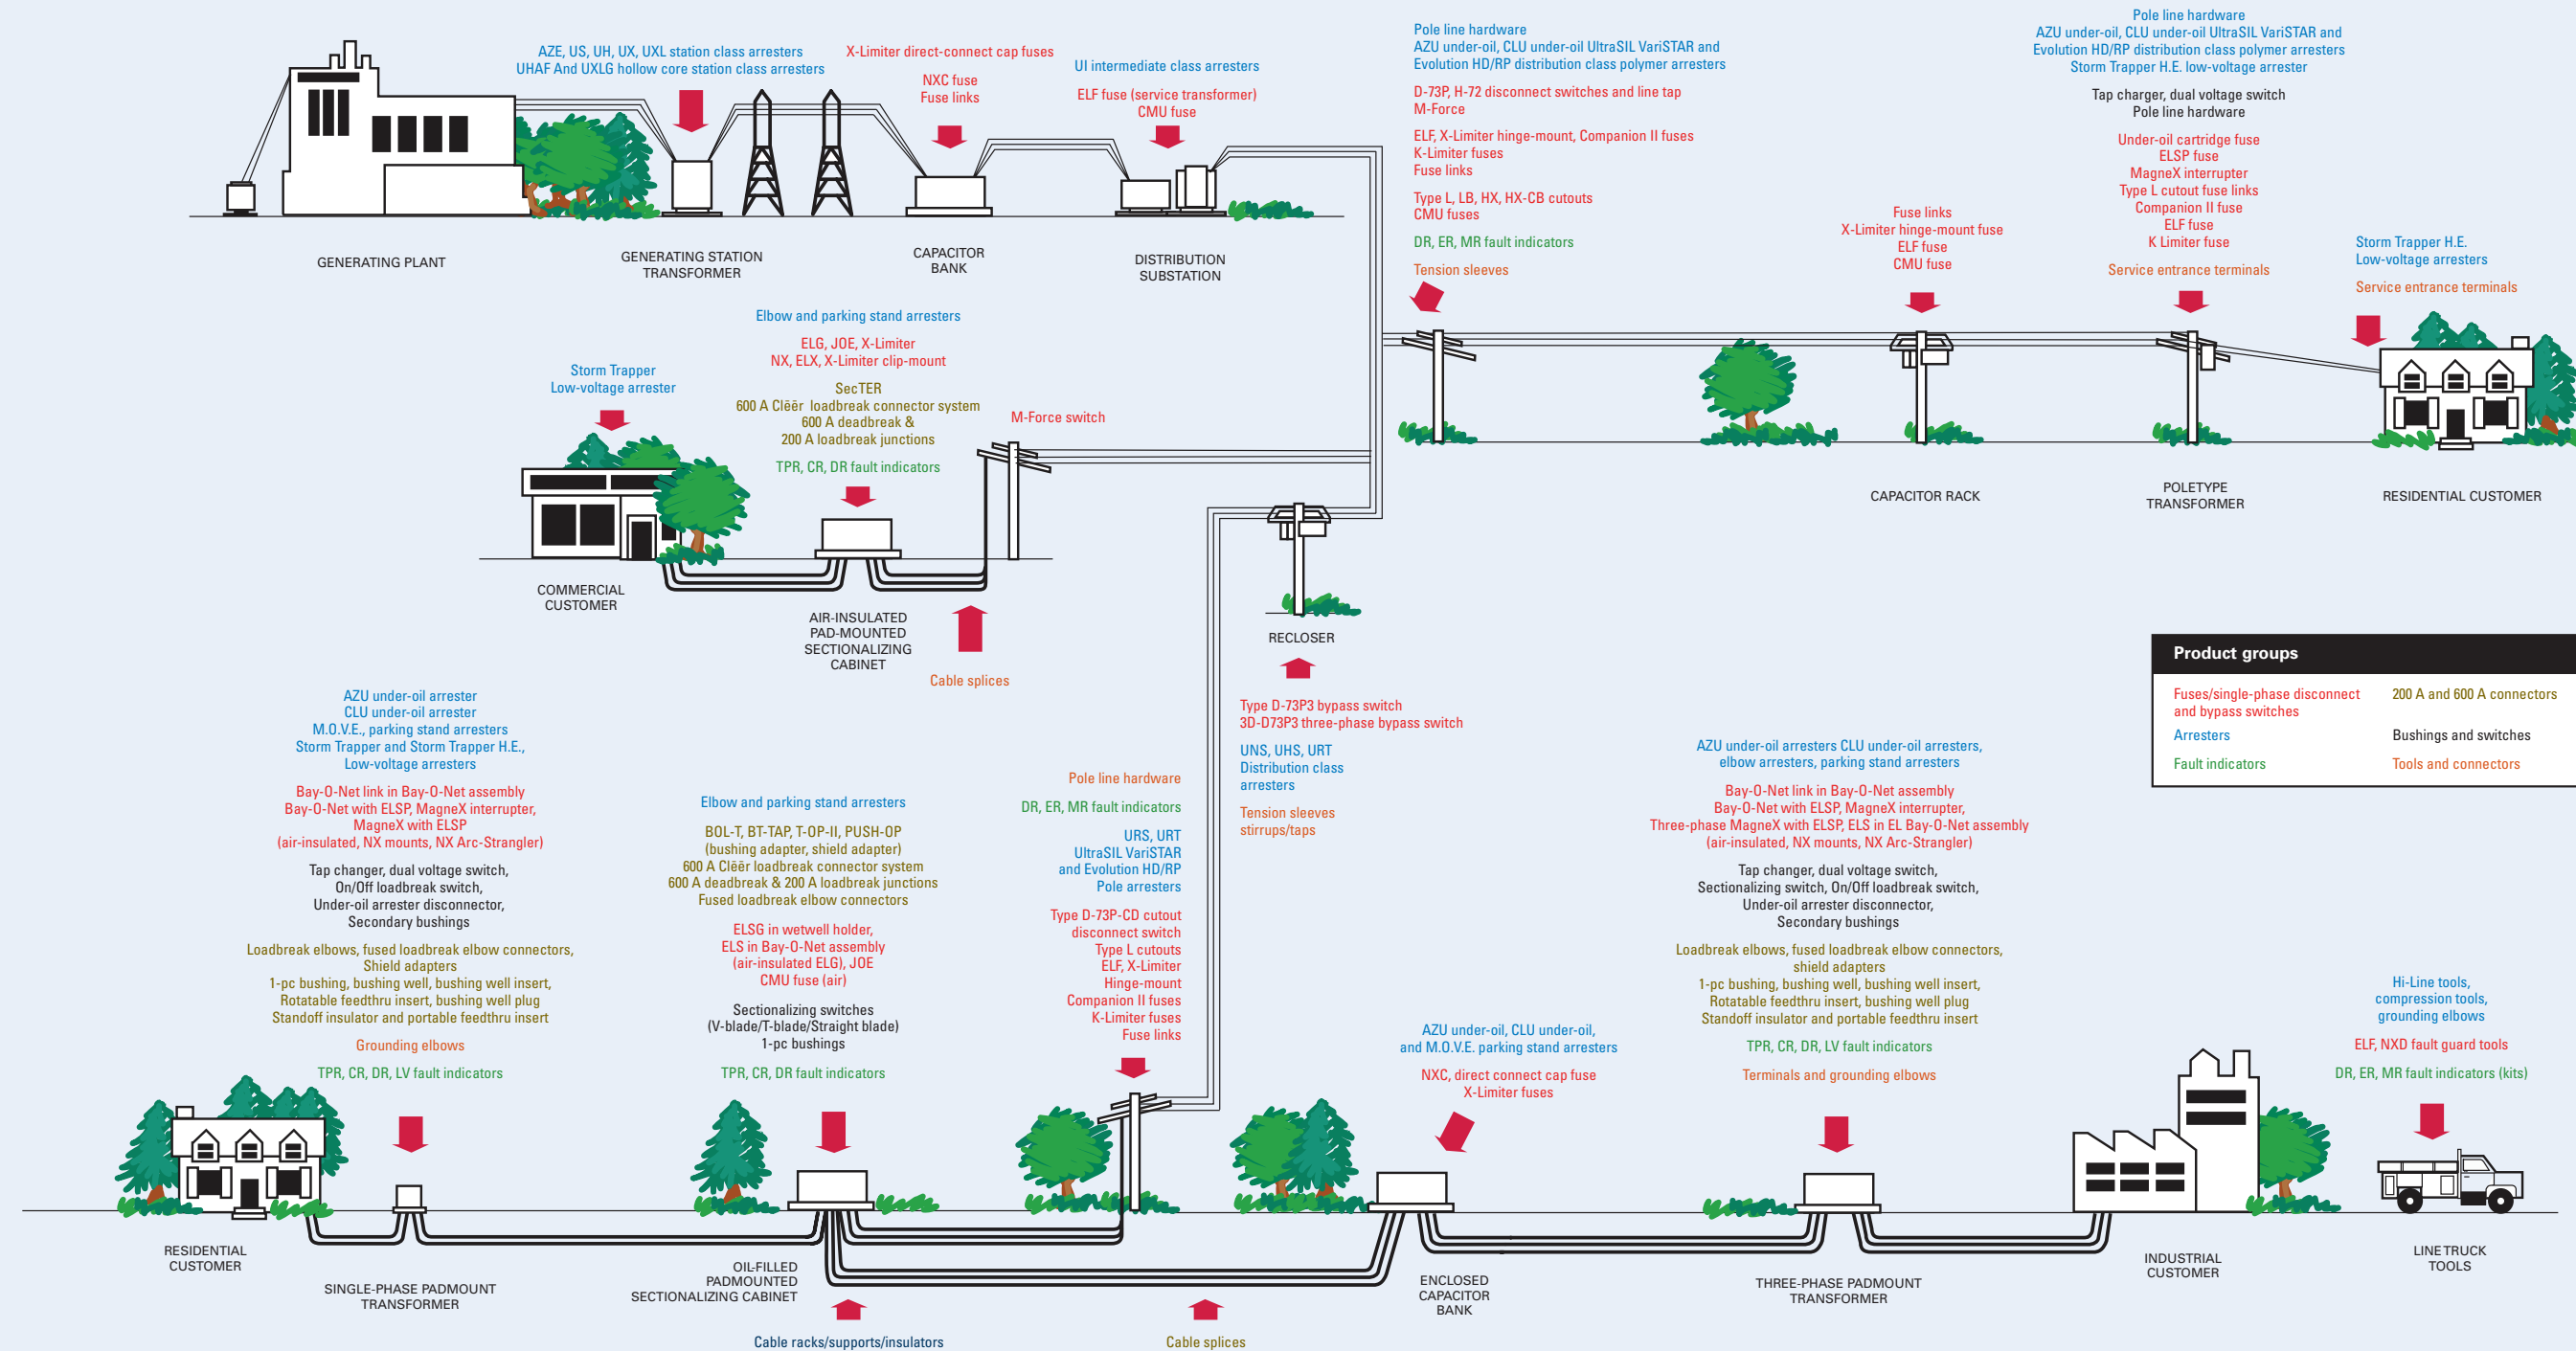 AZE, US, UH, UX, UXL station class arresters
UHAF And UXLG hollow core station class arresters
X-Limiter direct-connect cap fuses
NXC fuse
Fuse links
UI intermediate class arresters
ELF fuse (service transformer)
CMU fuse
Pole line hardware
AZU under-oil, CLU under-oil UltraSIL VariSTAR and
Evolution HD/RP distribution class polymer arresters
D-73P, H-72 disconnect switches and line tap
M-Force
ELF, X-Limiter hinge-mount, Companion II fuses
K-Limiter fuses
Fuse links
Type L, LB, HX, HX-CB cutouts
CMU fuses
DR, ER, MR fault indicators
Tension sleeves
Fuse links
X-Limiter hinge-mount fuse
ELF fuse
CMU fuse
Pole line hardware
AZU under-oil, CLU under-oil UltraSIL VariSTAR and
Evolution HD/RP distribution class polymer arresters
Storm Trapper H.E. low-voltage arrester
Tap charger, dual voltage switch
Pole line hardware
Under-oil cartridge fuse
ELSP fuse
MagneX interrupter
Type L cutout fuse links
Companion II fuse
ELF fuse
K Limiter fuse
Service entrance terminals
Storm Trapper H.E.
Low-voltage arresters
Service entrance terminals
GENERATING PLANT
GENERATING STATION
TRANSFORMER
CAPACITOR
BANK
DISTRIBUTION
SUBSTATION
Storm Trapper
Low-voltage arrester
Elbow and parking stand arresters
ELG, JOE, X-Limiter
NX, ELX, X-Limiter clip-mount
SecTER
600 A Clēēr loadbreak connector system
600 A deadbreak &
200 A loadbreak junctions
TPR, CR, DR fault indicators
M-Force switch
CAPACITOR RACK
POLETYPE
TRANSFORMER
RESIDENTIAL CUSTOMER
COMMERCIAL
CUSTOMER
AIR-INSULATED
PAD-MOUNTED
SECTIONALIZING
CABINET
Cable splices
RECLOSER
Type D-73P3 bypass switch
3D-D73P3 three-phase bypass switch
UNS, UHS, URT
Distribution class
arresters
Tension sleeves
stirrups/taps
Product groups
Fuses/single-phase disconnect
and bypass switches
Arresters
Fault indicators
200 A and 600 A connectors
Bushings and switches
Tools and connectors
AZU under-oil arrester
CLU under-oil arrester
M.O.V.E., parking stand arresters
Storm Trapper and Storm Trapper H.E.,
Low-voltage arresters
Bay-O-Net link in Bay-O-Net assembly
Bay-O-Net with ELSP, MagneX interrupter,
MagneX with ELSP
(air-insulated, NX mounts, NX Arc-Strangler)
Tap changer, dual voltage switch,
On/Off loadbreak switch,
Under-oil arrester disconnector,
Secondary bushings
Loadbreak elbows, fused loadbreak elbow connectors,
Shield adapters
1-pc bushing, bushing well, bushing well insert,
Rotatable feedthru insert, bushing well plug
Standoff insulator and portable feedthru insert
Grounding elbows
TPR, CR, DR, LV fault indicators
Elbow and parking stand arresters
BOL-T, BT-TAP, T-OP-II, PUSH-OP
(bushing adapter, shield adapter)
600 A Clēēr loadbreak connector system
600 A deadbreak & 200 A loadbreak junctions
Fused loadbreak elbow connectors
ELSG in wetwell holder,
ELS in Bay-O-Net assembly
(air-insulated ELG), JOE
CMU fuse (air)
Sectionalizing switches
(V-blade/T-blade/Straight blade)
1-pc bushings
TPR, CR, DR fault indicators
Pole line hardware
DR, ER, MR fault indicators
URS, URT
UltraSIL VariSTAR
and Evolution HD/RP
Pole arresters
Type D-73P-CD cutout
disconnect switch
Type L cutouts
ELF, X-Limiter
Hinge-mount
Companion II fuses
K-Limiter fuses
Fuse links
AZU under-oil, CLU under-oil,
and M.O.V.E. parking stand arresters
NXC, direct connect cap fuse
X-Limiter fuses
AZU under-oil arresters CLU under-oil arresters,
elbow arresters, parking stand arresters
Bay-O-Net link in Bay-O-Net assembly
Bay-O-Net with ELSP, MagneX interrupter,
Three-phase MagneX with ELSP, ELS in EL Bay-O-Net assembly
(air-insulated, NX mounts, NX Arc-Strangler)
Tap changer, dual voltage switch,
Sectionalizing switch, On/Off loadbreak switch,
Under-oil arrester disconnector,
Secondary bushings
Loadbreak elbows, fused loadbreak elbow connectors,
shield adapters
1-pc bushing, bushing well, bushing well insert,
Rotatable feedthru insert, bushing well plug
Standoff insulator and portable feedthru insert
TPR, CR, DR, LV fault indicators
Terminals and grounding elbows
Hi-Line tools,
compression tools,
grounding elbows
ELF, NXD fault guard tools
DR, ER, MR fault indicators (kits)
RESIDENTIAL
CUSTOMER
SINGLE-PHASE PADMOUNT
TRANSFORMER
OIL-FILLED
PADMOUNTED
SECTIONALIZING CABINET
Cable racks/supports/insulators
Cable splices
ENCLOSED
CAPACITOR
BANK
THREE-PHASE PADMOUNT
TRANSFORMER
INDUSTRIAL
CUSTOMER
LINE TRUCK
TOOLS